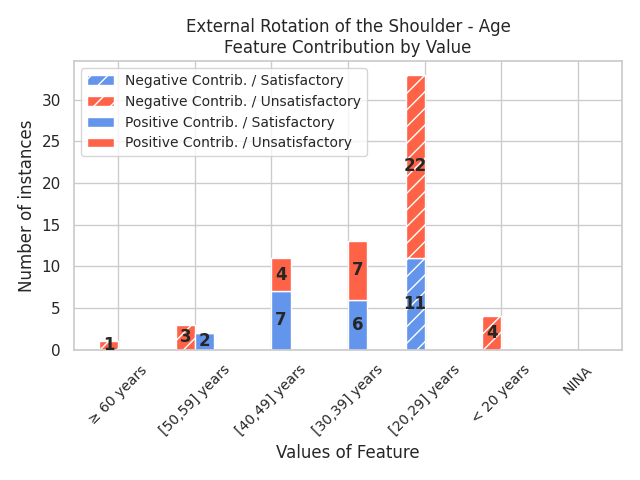 External Rotation of the Shoulder - Age
Feature Contribution by Value
Negative Contrib. / Satisfactory
Negative Contrib. / Unsatisfactory
Positive Contrib. / Satisfactory
Positive Contrib. / Unsatisfactory
Number of instances
30
25
20
15
10
5
0
1
3
2
4
7
7
6
22
11
4
≥ 60 years
[50,59] years
[40,49] years
[30,39] years
[20,29] years
< 20 years
NINA
Values of Feature